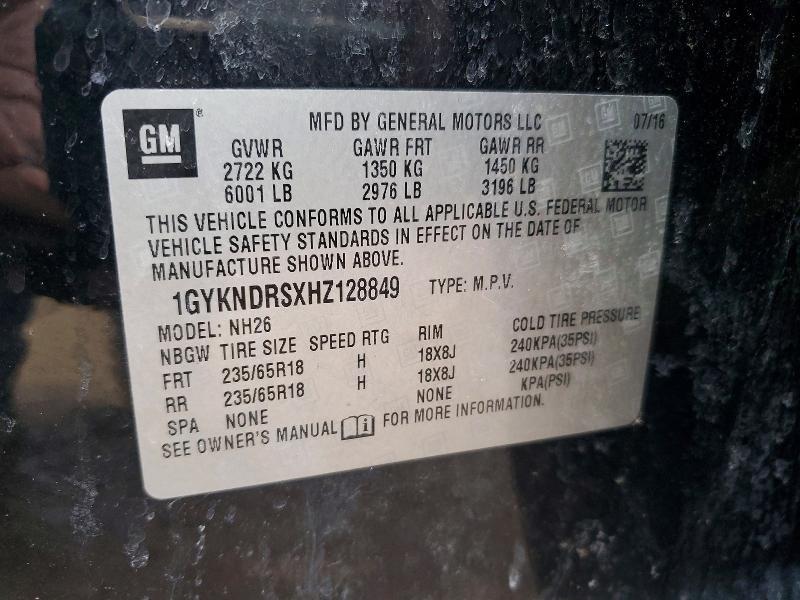 GM ® MFD BY GENERAL MOTORS LLC 07/16
GVWR GAWR FRT GAWR RR
2722 KG 1350 KG 1450 KG
6001 LB 2976 LB 3196 LB
THIS VEHICLE CONFORMS TO ALL APPLICABLE U.S. FEDERAL MOTOR
VEHICLE SAFETY STANDARDS IN EFFECT ON THE DATE OF
MANUFACTURE SHOWN ABOVE.
1GYKNDRSXHZ128849 TYPE: M.P.V.
MODEL: NH26
NBGW TIRE SIZE SPEED RTG RIM COLD TIRE PRESSURE
FRT 235/65R18 H 18X8J 240KPA(35PSI)
RR 235/65R18 H 18X8J 240KPA(35PSI)
SPA NONE NONE KPA(PSI)
SEE OWNER'S MANUAL i FOR MORE INFORMATION.